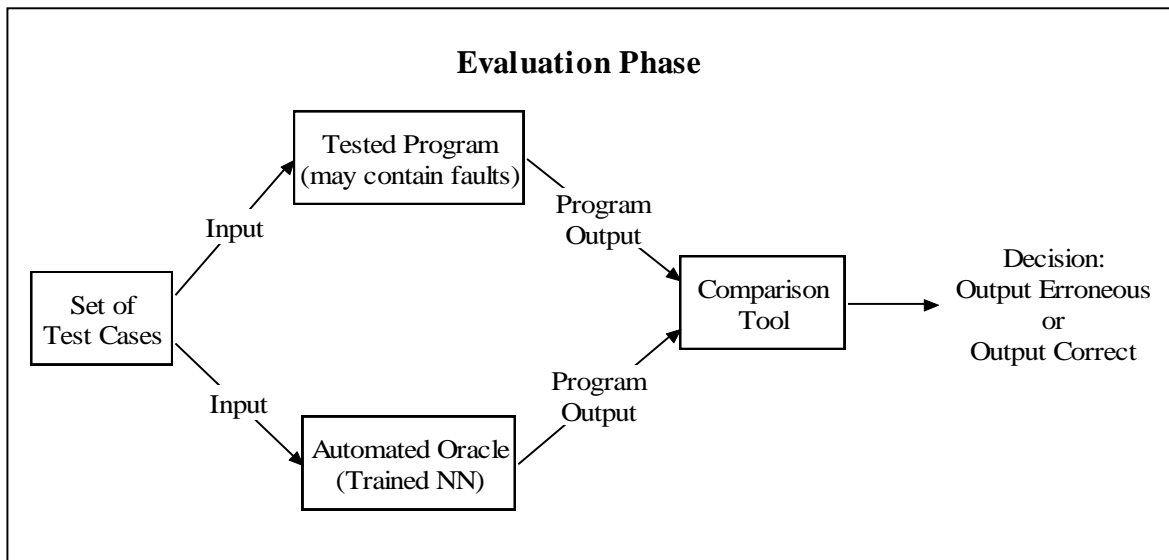 Evaluation Phase
Tested Program
(may contain faults)
Input
Program
Output
Set of
Test Cases
Comparison
Tool
Decision:
Output Erroneous
or
Output Correct
Input
Program
Output
Automated Oracle
(Trained NN)